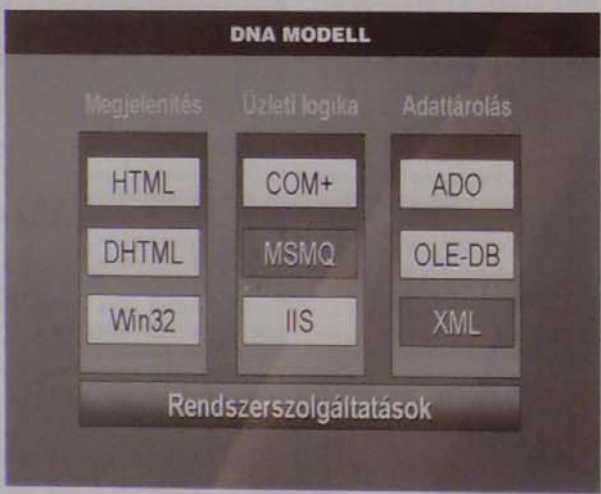 DNA MODELL
Megjelenítés
Üzleti logika
Adattárolás
HTML
COM+
ADO
DHTML
MSMQ
OLE-DB
Win32
IIS
XML
Rendszerszolgáltatások